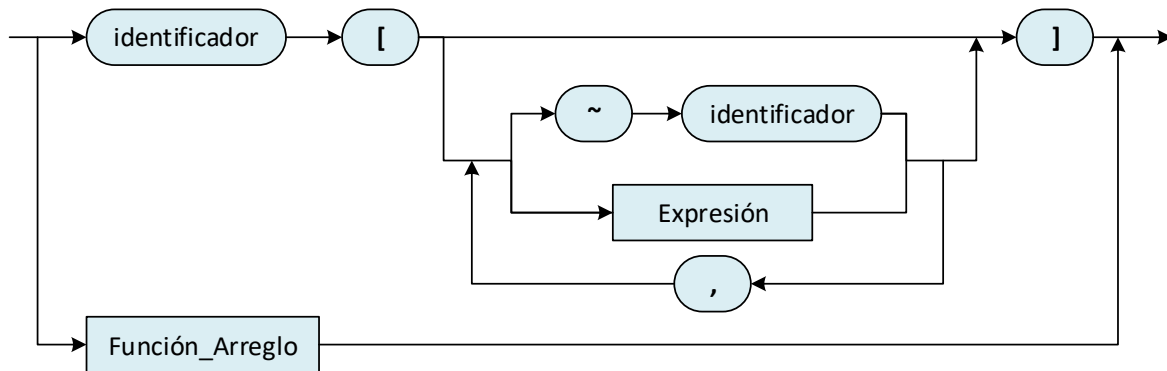 identificador [ ]
~ identificador
Expresión
,
Función_Arreglo